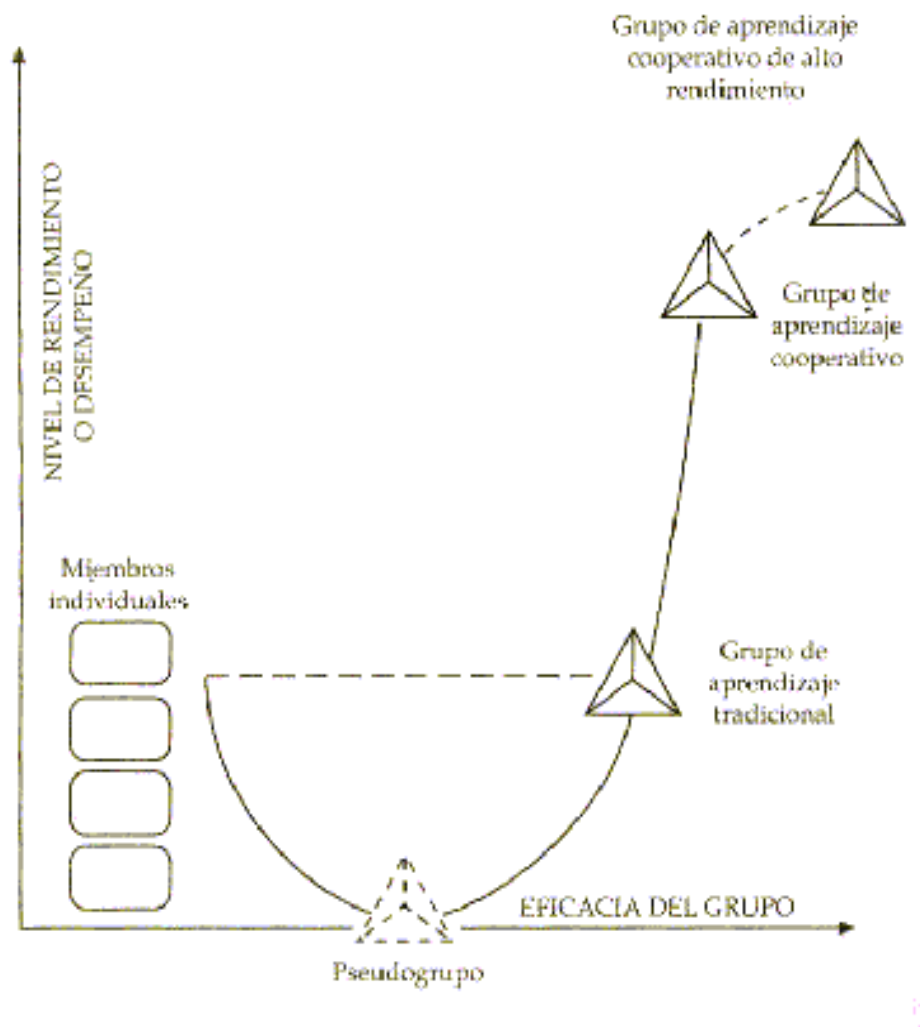 Grupo de aprendizaje
cooperativo de alto
rendimiento
NIVEL DE RENDIMIENTO
O DESEMPEÑO
Grupo de
aprendizaje
cooperativo
Miembros
individuales
Grupo de
aprendizaje
tradicional
EFICACIA DEL GRUPO
Pseudogrupo